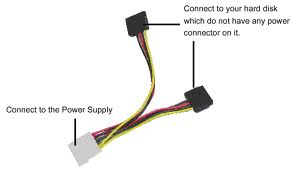 Connect to your hard disk
which do not have any power
connector on it.
Connect to the Power Supply